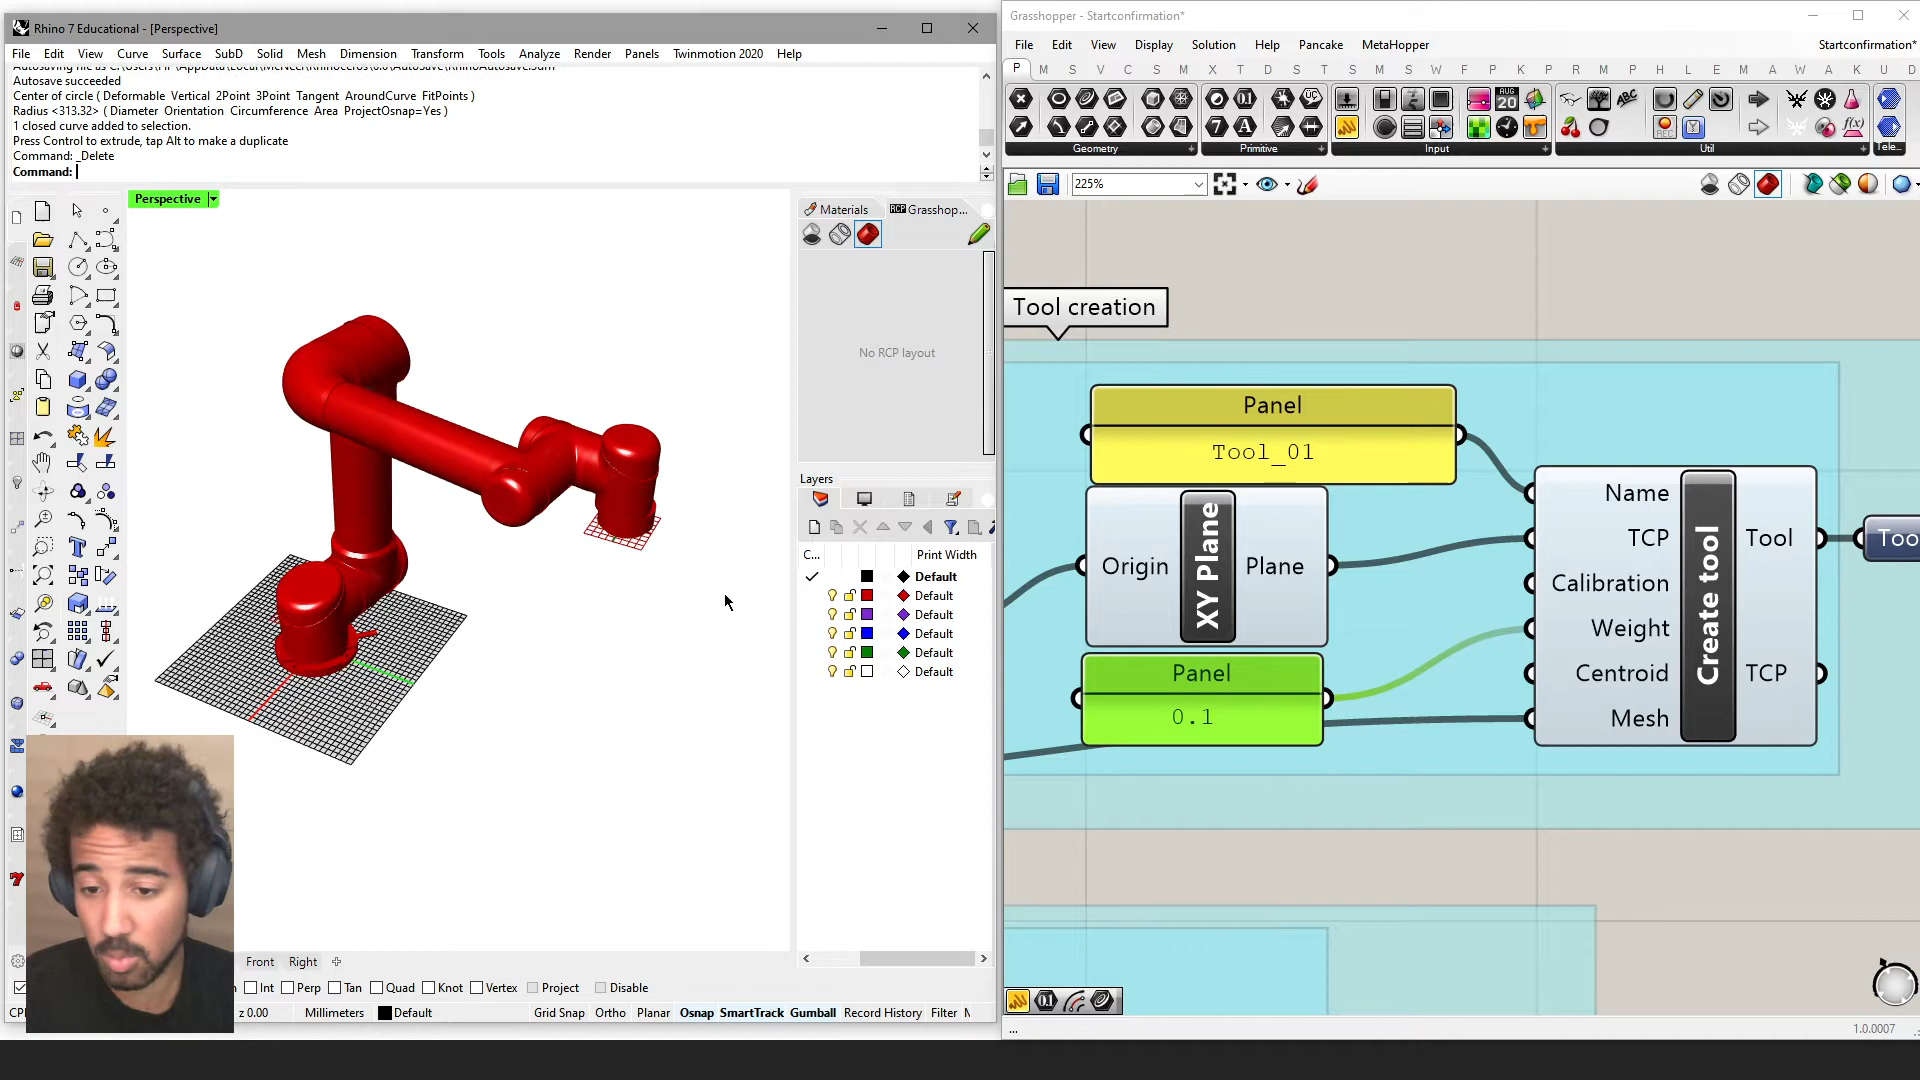 Rhino 7 Educational - [Perspective]
File Edit View Curve Surface SubD Solid Mesh Dimension Transform Tools Analyze Render Panels Twinmotion 2020 Help
Autosave succeeded
Center of circle ( Deformable Vertical 2Point 3Point Tangent AroundCurve FitPoints )
Radius <313.32> ( Diameter Orientation Circumference Area ProjectOsnap=Yes )
1 closed curve added to selection.
Press Control to extrude, tap Alt to make a duplicate
Command: _Delete
Command:
Perspective
Materials
Grasshop...
No RCP layout
Layers
C...
Print Width
Default
Default
Default
Default
Default
Default
Front Right
Int Perp Tan Quad Knot Vertex Project Disable
z 0.00 Millimeters Default Grid Snap Ortho Planar Osnap SmartTrack Gumball Record History Filter
Grasshopper - Startconfirmation*
File Edit View Display Solution Help Pancake MetaHopper
Startconfirmation*
P M S V C S M X T D S T S M S W F L K P R M P H L Z M A W A K U D
Geometry
Primitive
Input
Util
Tele...
225%
Tool creation
Panel
Tool_01
Origin
XY Plane
Plane
Panel
0.1
Name
TCP
Calibration
Weight
Centroid
Mesh
Create tool
Tool
TCP
Too
...
1.0.0007